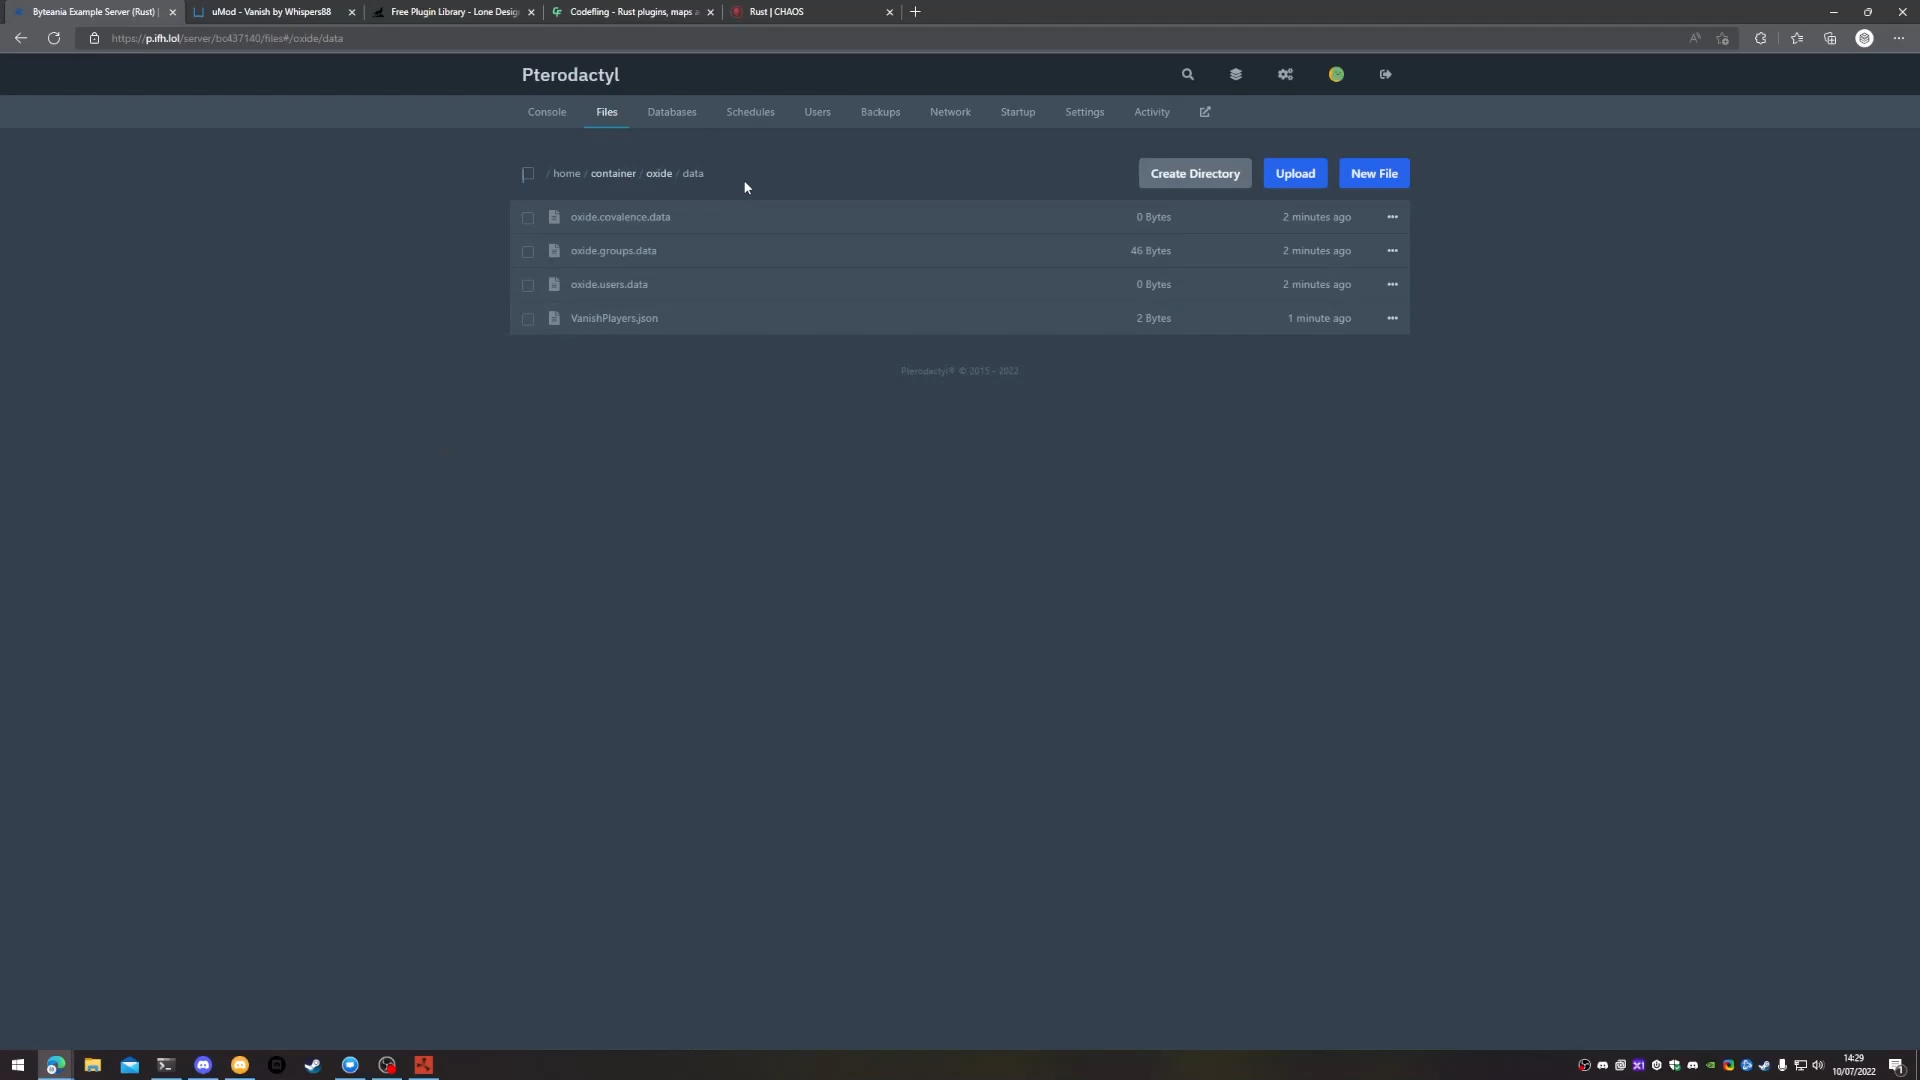 Byteania Example Server (Rust) |
uMod - Vanish by Whispers88
Free Plugin Library - Lone Desig
Codefling - Rust plugins, maps a
Rust | CHAOS
https://p.ifh.lol/server/bc437140/files#/oxide/data
Pterodactyl
Console
Files
Databases
Schedules
Users
Backups
Network
Startup
Settings
Activity
/ home / container / oxide / data
Create Directory
Upload
New File
oxide.covalence.data 0 Bytes 2 minutes ago
oxide.groups.data 46 Bytes 2 minutes ago
oxide.users.data 0 Bytes 2 minutes ago
VanishPlayers.json 2 Bytes 1 minute ago
Pterodactyl® © 2015 - 2022
14:29
10/07/2022